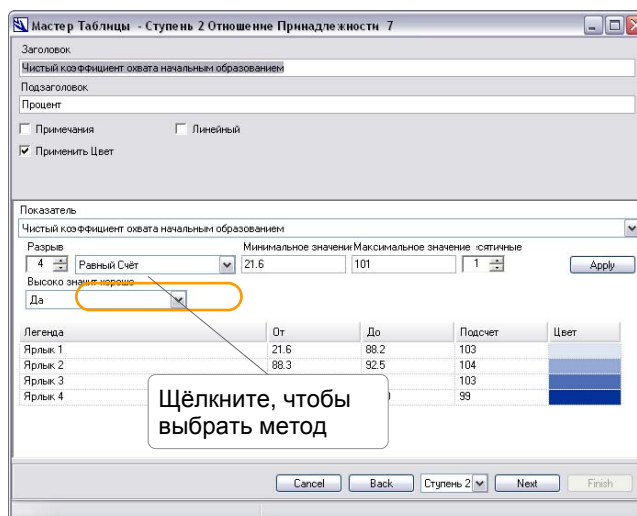 Мастер Таблицы - Ступень 2 Отношение Принадлежности 7
Заголовок
Чистый коэффициент охвата начальным образованием
Подзаголовок
Процент
Примечания Линейный
Применить Цвет
Показатель
Чистый коэффициент охвата начальным образованием
Разрыв Минимальное значение Максимальное значение сятичные
4 Равный Счёт 21.6 101 1 Apply
Высоко значит хорошо
Да
Легенда От До Подсчет Цвет
Ярлык 1 21.6 88.2 103
Ярлык 2 88.3 92.5 104
Ярлык 3 103
Ярлык 4 99
Щёлкните, чтобы
выбрать метод
Cancel Back Ступень 2 Next Finish